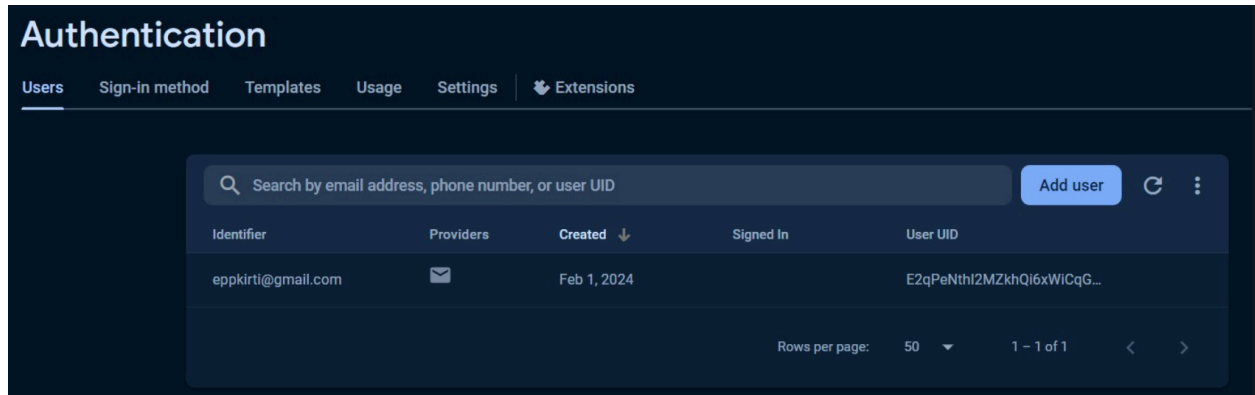 Authentication
Users Sign-in method Templates Usage Settings Extensions
Search by email address, phone number, or user UID Add user
Identifier Providers Created Signed In User UID
eppkirti@gmail.com Feb 1, 2024 E2qPeNthI2MZkhQi6xWiCqG...
Rows per page: 50 1 – 1 of 1